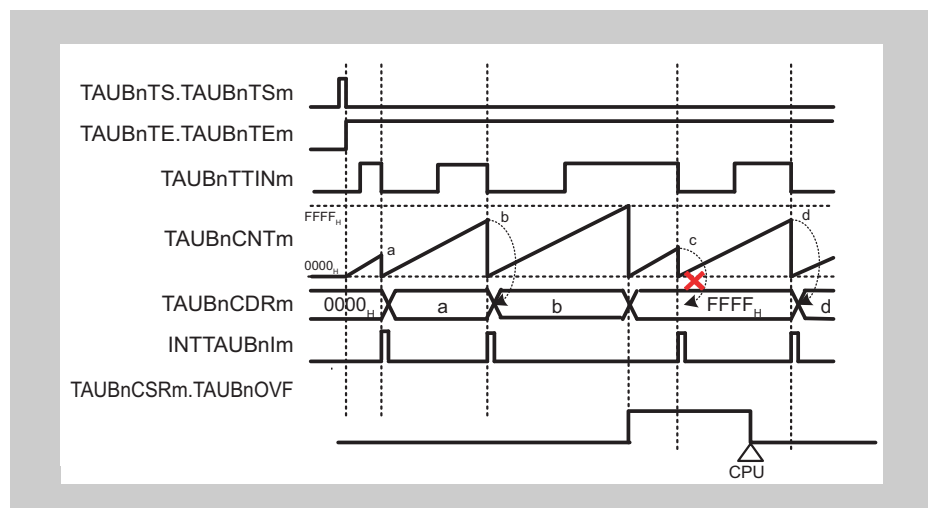 TAUBnTS.TAUBnTSm
TAUBnTE.TAUBnTEm
TAUBnTTINm
FFFFH
b
d
TAUBnCNTm
a
c
0000H
TAUBnCDRm
0000H
a
b
FFFFH
d
INTTAUBnIm
TAUBnCSRm.TAUBnOVF
CPU